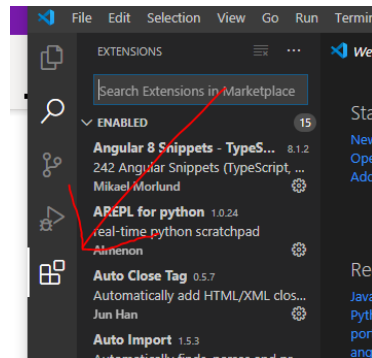 File Edit Selection View Go Run Termin
EXTENSIONS
We
Search Extensions in Marketplace
ENABLED 15
Sta
Angular 8 Snippets - TypeS... 8.1.2
New
242 Angular Snippets (TypeScript, ...
Ope
Mikael Morlund
Add
AREPL for python 1.0.24
real-time python scratchpad
Almenon
Auto Close Tag 0.5.7
Re
Automatically add HTML/XML clos...
Java
Jun Han
Pyth
Auto Import 1.5.3
por
ang